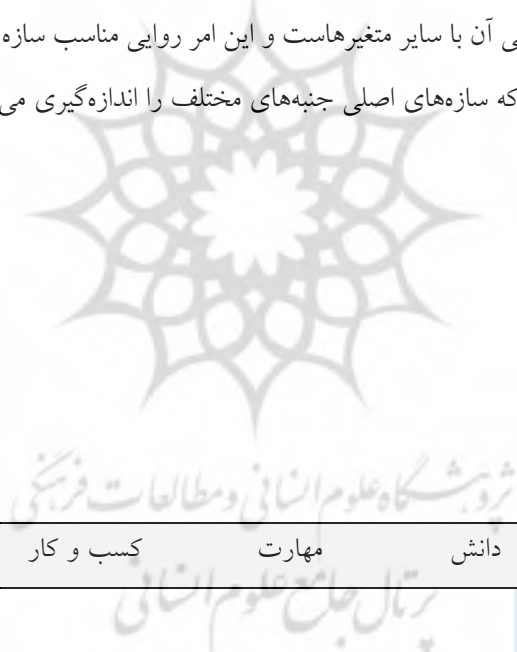 ی آن با سایر متغیرهاست و این امر روایی مناسب سازه
که سازه‌های اصلی جنبه‌های مختلف را اندازه‌گیری می
پژوهشگاه علوم انسانی و مطالعات فرهنگی
دانش مهارت کسب و کار
پرتال جامع علوم انسانی